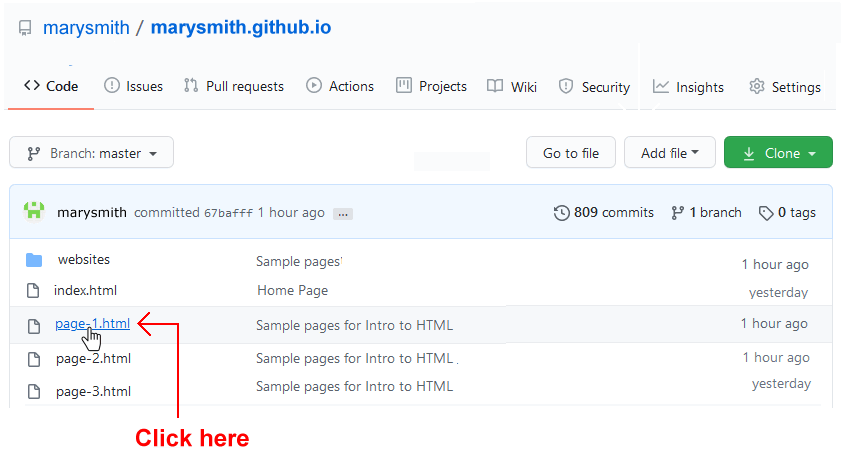 marysmith / marysmith.github.io
Code Issues Pull requests Actions Projects Wiki Security Insights Settings
Branch: master Go to file Add file Clone
marysmith committed 67bafff 1 hour ago ... 809 commits 1 branch 0 tags
websites Sample pages' 1 hour ago
index.html Home Page yesterday
page-1.html Sample pages for Intro to HTML 1 hour ago
page-2.html Sample pages for Intro to HTML . 1 hour ago
page-3.html Sample pages for Intro to HTML yesterday
Click here